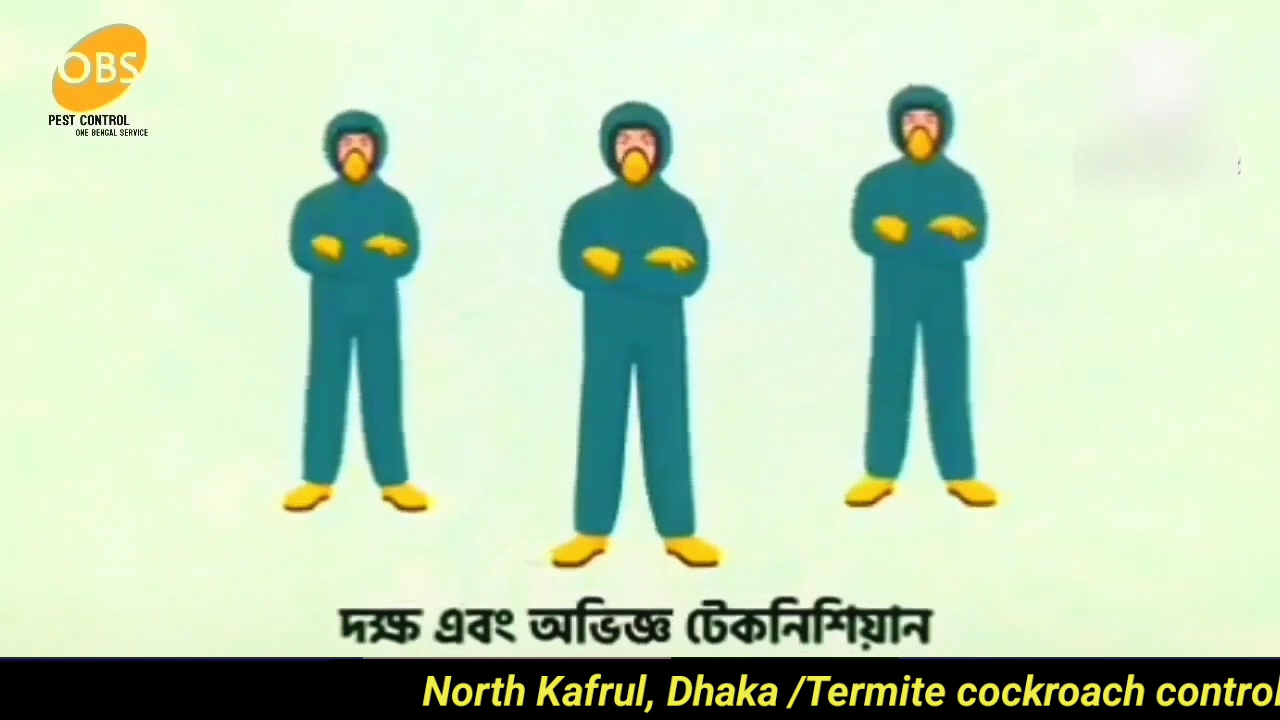 OBS
PEST CONTROL
ONE BENGAL SERVICE
দক্ষ এবং অভিজ্ঞ টেকনিশিয়ান
North Kafrul, Dhaka /Termite cockroach control